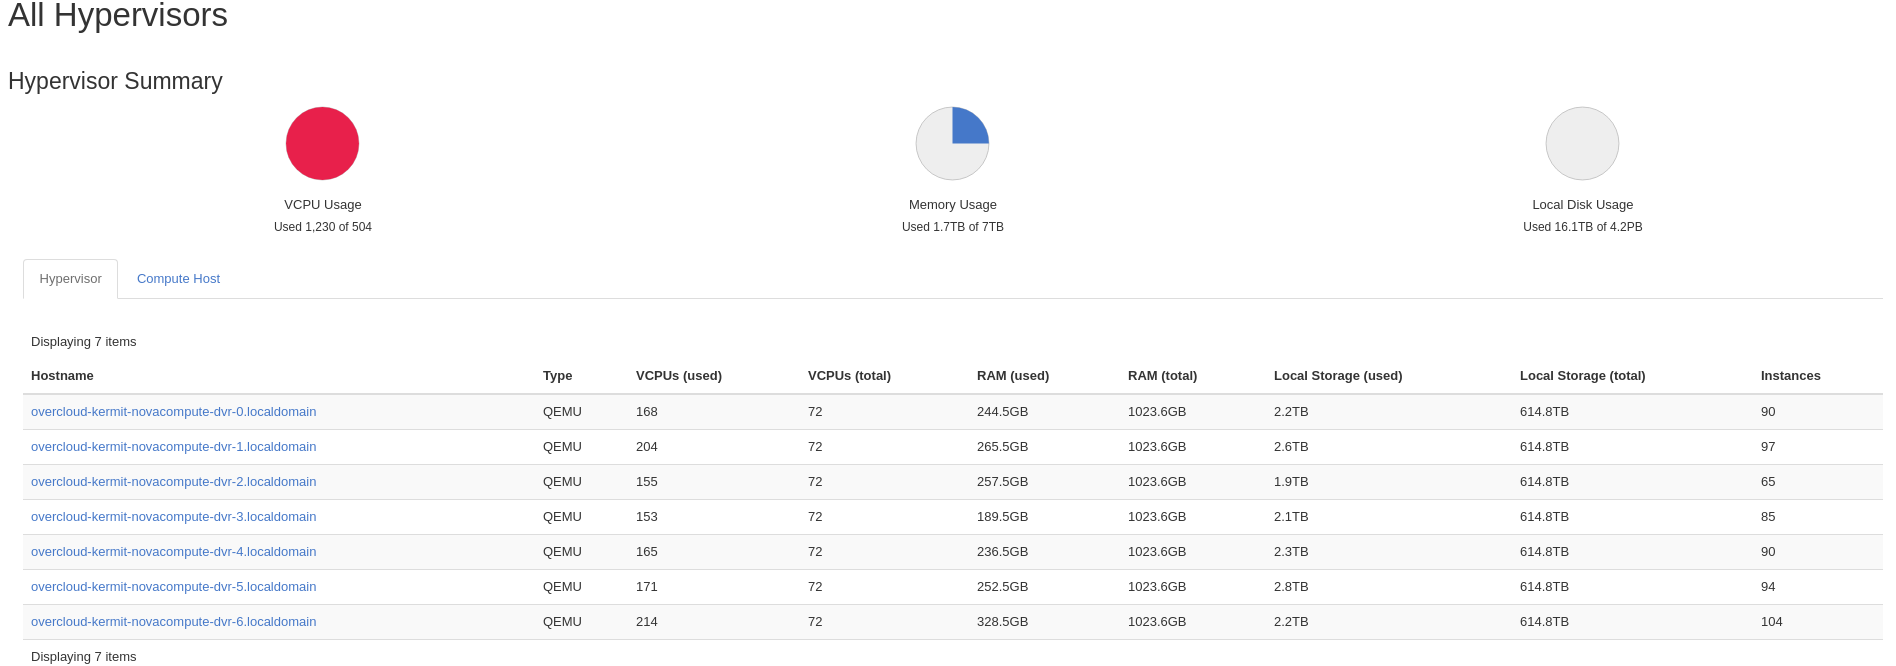 All Hypervisors
Hypervisor Summary
VCPU Usage
Used 1,230 of 504
Memory Usage
Used 1.7TB of 7TB
Local Disk Usage
Used 16.1TB of 4.2PB
Hypervisor Compute Host
Displaying 7 items
Hostname Type VCPUs (used) VCPUs (total) RAM (used) RAM (total) Local Storage (used) Local Storage (total) Instances
overcloud-kermit-novacompute-dvr-0.localdomain QEMU 168 72 244.5GB 1023.6GB 2.2TB 614.8TB 90
overcloud-kermit-novacompute-dvr-1.localdomain QEMU 204 72 265.5GB 1023.6GB 2.6TB 614.8TB 97
overcloud-kermit-novacompute-dvr-2.localdomain QEMU 155 72 257.5GB 1023.6GB 1.9TB 614.8TB 65
overcloud-kermit-novacompute-dvr-3.localdomain QEMU 153 72 189.5GB 1023.6GB 2.1TB 614.8TB 85
overcloud-kermit-novacompute-dvr-4.localdomain QEMU 165 72 236.5GB 1023.6GB 2.3TB 614.8TB 90
overcloud-kermit-novacompute-dvr-5.localdomain QEMU 171 72 252.5GB 1023.6GB 2.8TB 614.8TB 94
overcloud-kermit-novacompute-dvr-6.localdomain QEMU 214 72 328.5GB 1023.6GB 2.2TB 614.8TB 104
Displaying 7 items